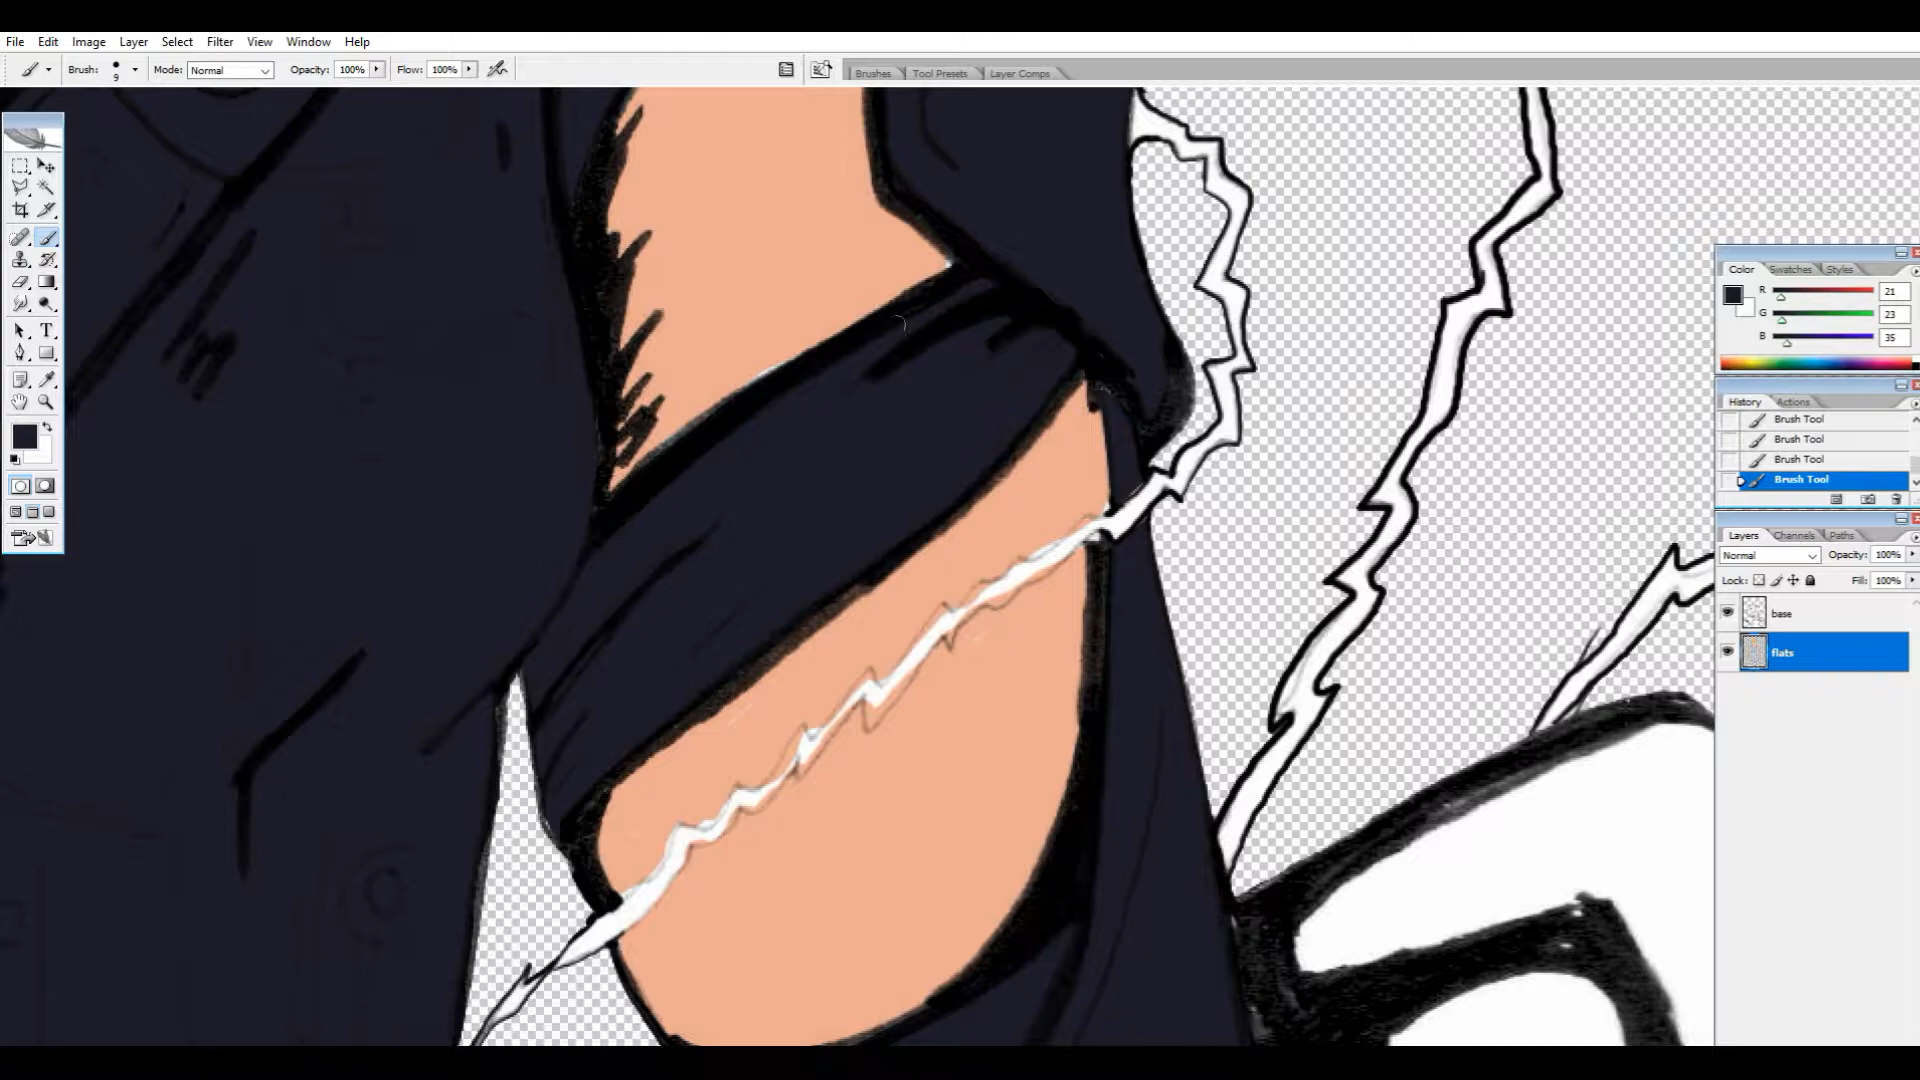 File Edit Image Layer Select Filter View Window Help
Brush: 9 Mode: Normal Opacity: 100% Flow: 100% Brushes Tool Presets Layer Comps
Color Swatches Styles
R 21
G 23
B 35
History Actions
Brush Tool
Brush Tool
Brush Tool
Brush Tool
Layers Channels Paths
Normal Opacity: 100%
Lock: Fill: 100%
base
flats